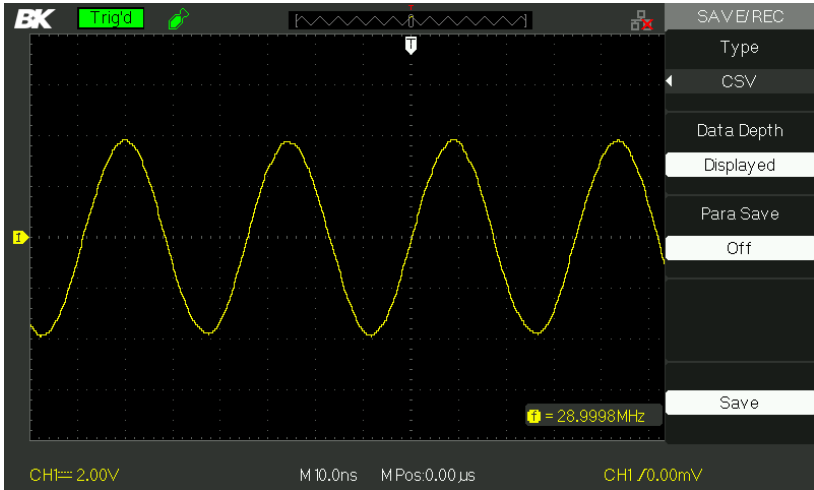 BK Trig'd SAVE/REC
T
T
Type
CSV
Data Depth
Displayed
Para Save
Off
1
f = 28.9998MHz
Save
CH1 2.00V M 10.0ns M Pos:0.00µs CH1 /0.00mV